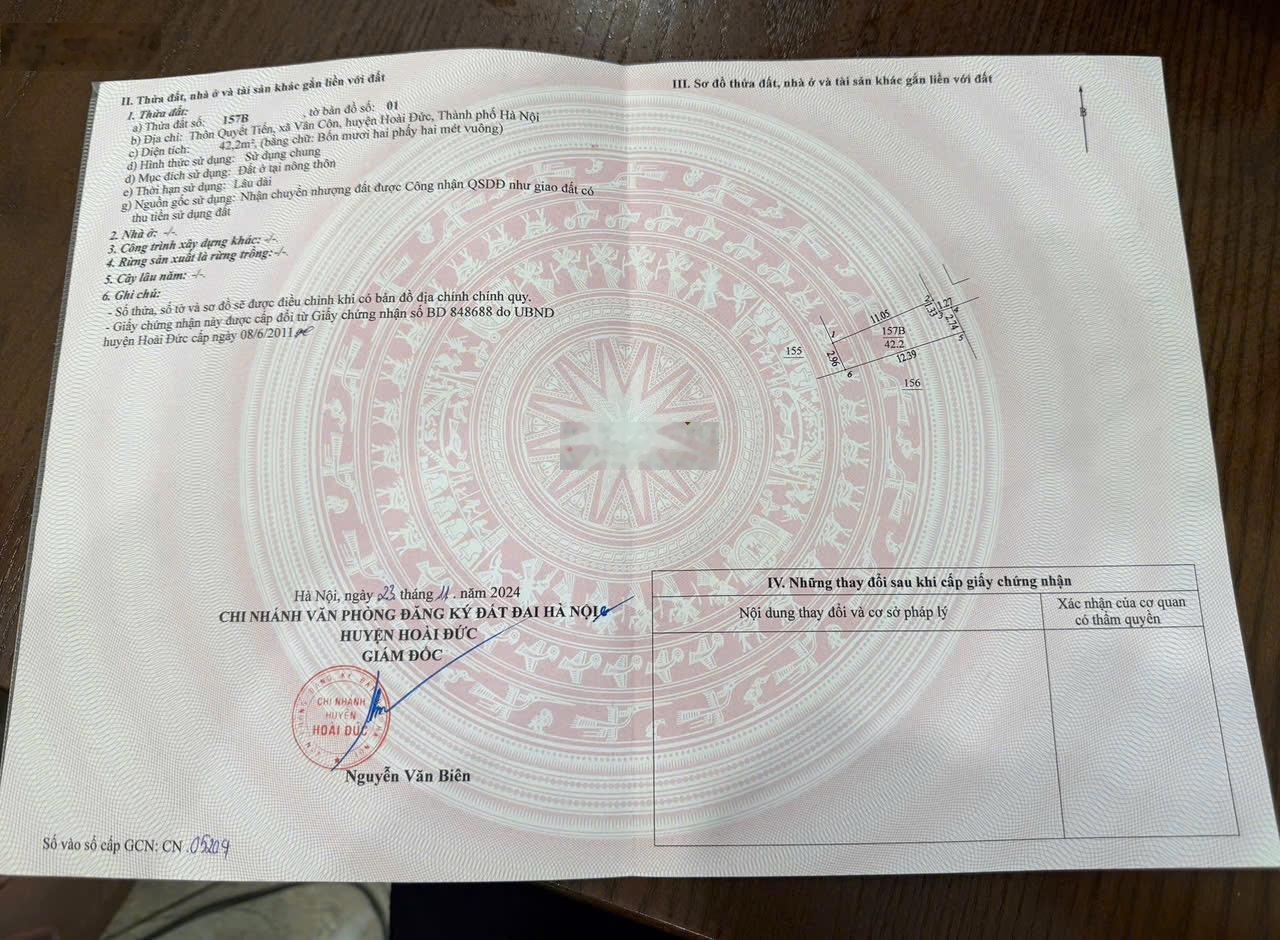 II. Thửa đất, nhà ở và tài sản khác gắn liền với đất
1. Thửa đất:
a) Thửa đất số: 157B , tờ bản đồ số: 01
b) Địa chỉ: Thôn Quyết Tiến, xã Vân Côn, huyện Hoài Đức, Thành phố Hà Nội
c) Diện tích: 42,2m², (bằng chữ: Bốn mươi hai phẩy hai mét vuông)
d) Hình thức sử dụng: Sử dụng chung
đ) Mục đích sử dụng: Đất ở tại nông thôn
e) Thời hạn sử dụng: Lâu dài
g) Nguồn gốc sử dụng: Nhận chuyển nhượng đất được Công nhận QSDĐ như giao đất có
thu tiền sử dụng đất
2. Nhà ở: -/-.
3. Công trình xây dựng khác: -/-.
4. Rừng sản xuất là rừng trồng: -/-.
5. Cây lâu năm: -/-.
6. Ghi chú:
- Số thửa, số tờ và sơ đồ sẽ được điều chỉnh khi có bản đồ địa chính chính quy.
- Giấy chứng nhận này được cấp đổi từ Giấy chứng nhận số BD 848688 do UBND
huyện Hoài Đức cấp ngày 08/6/2011
Hà Nội, ngày 23 tháng 11. năm 2024
CHI NHÁNH VĂN PHÒNG ĐĂNG KÝ ĐẤT ĐAI HÀ NỘI
HUYỆN HOÀI ĐỨC
GIÁM ĐỐC
CHI NHÁNH
HUYỆN
HOÀI ĐỨC
Nguyễn Văn Biên
Số vào sổ cấp GCN: CN .05209
III. Sơ đồ thửa đất, nhà ở và tài sản khác gắn liền với đất
B
11.05
2
1.33
3
1.27
4
2.74
5
1
157B
42.2
2.96
12.39
6
155
156
IV. Những thay đổi sau khi cấp giấy chứng nhận
Nội dung thay đổi và cơ sở pháp lý
Xác nhận của cơ quan
có thẩm quyền